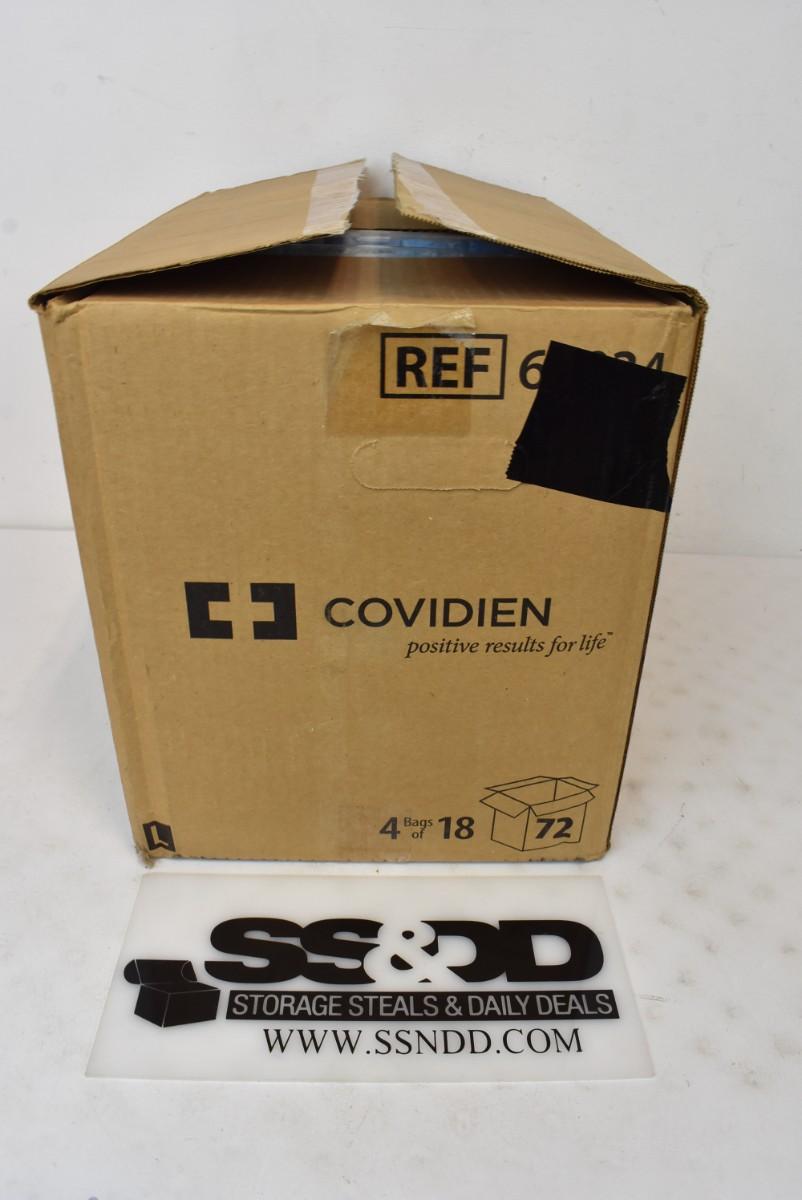 REF
COVIDIEN
positive results for life™
4 Bags of 18 72
L
SS&DD
STORAGE STEALS & DAILY DEALS
WWW.SSNDD.COM